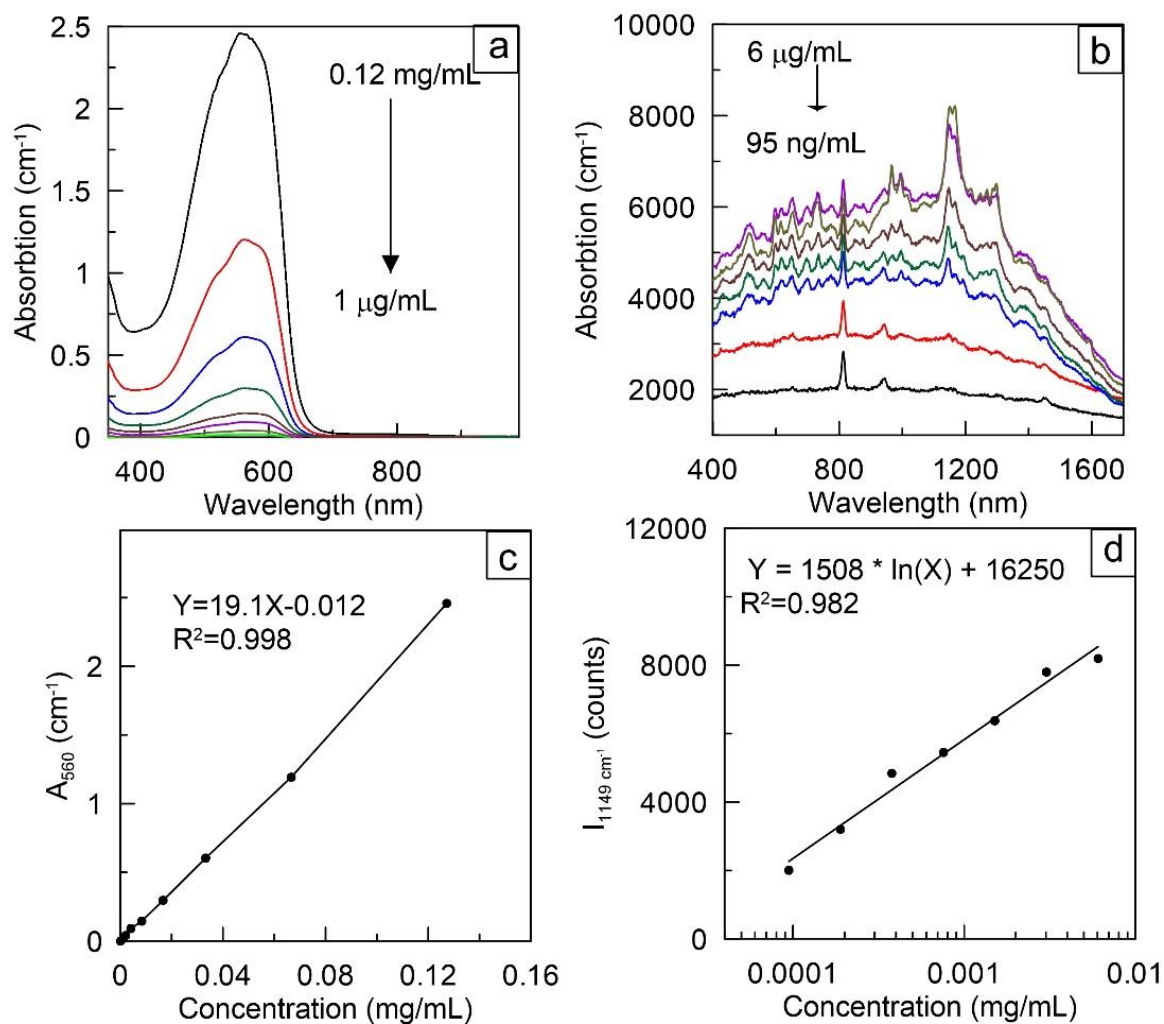 a
2.5
2
1.5
1
0.5
0
Absorbtion (cm⁻¹)
0.12 mg/mL
1 µg/mL
400
600
800
Wavelength (nm)
b
10000
8000
6000
4000
2000
Absorbtion (cm⁻¹)
6 µg/mL
95 ng/mL
400
800
1200
1600
Wavelength (nm)
c
2
1
0
A₅₆₀ (cm⁻¹)
Y=19.1X-0.012
R²=0.998
0
0.04
0.08
0.12
0.16
Concentration (mg/mL)
d
12000
8000
4000
0
I₁₁₄₉ cm⁻¹ (counts)
Y = 1508 * ln(X) + 16250
R²=0.982
0.0001
0.001
0.01
Concentration (mg/mL)